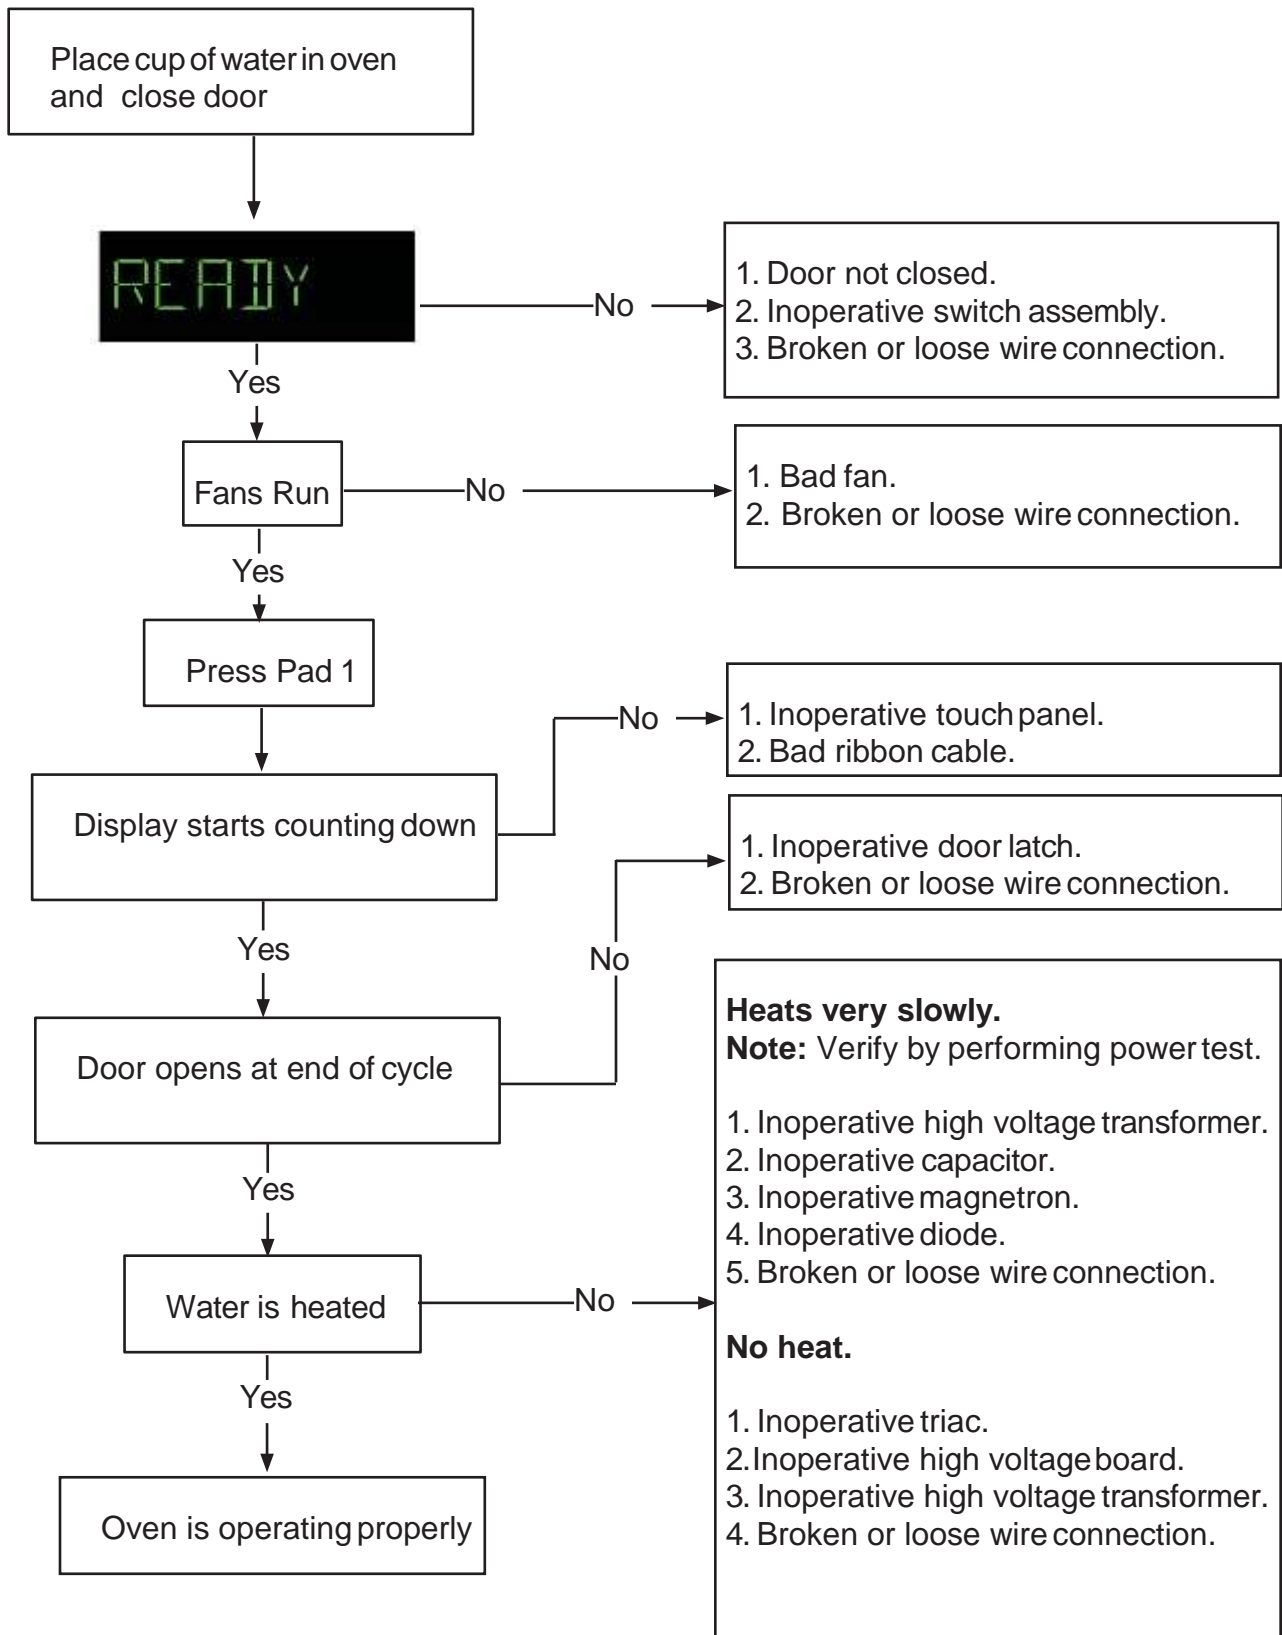 Place cup of water in oven
and close door
READY
No
1. Door not closed.
2. Inoperative switch assembly.
3. Broken or loose wire connection.
Yes
Fans Run
No
1. Bad fan.
2. Broken or loose wire connection.
Yes
Press Pad 1
No
1. Inoperative touch panel.
2. Bad ribbon cable.
Display starts counting down
1. Inoperative door latch.
2. Broken or loose wire connection.
Yes
No
Door opens at end of cycle
Heats very slowly.
Note: Verify by performing power test.
1. Inoperative high voltage transformer.
2. Inoperative capacitor.
3. Inoperative magnetron.
4. Inoperative diode.
5. Broken or loose wire connection.
Yes
Water is heated
No
No heat.
1. Inoperative triac.
2.Inoperative high voltage board.
3. Inoperative high voltage transformer.
4. Broken or loose wire connection.
Yes
Oven is operating properly